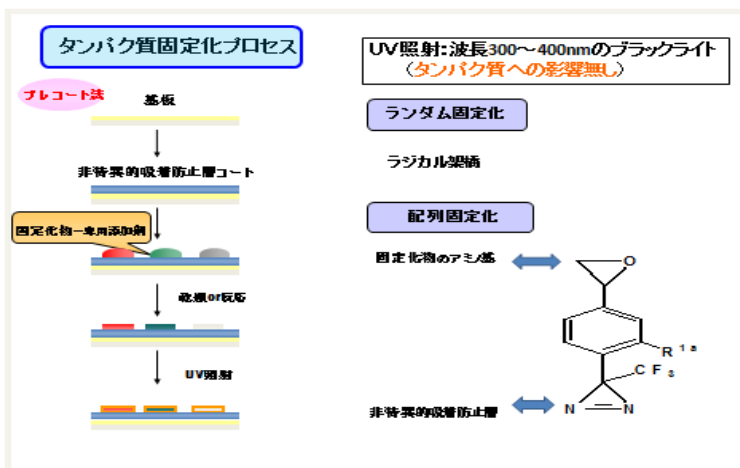 タンパク質固定化プロセス
プレコート法
基板
非特異的吸着防止層コート
固定化物ー専用添加剤
乾燥or反応
UV照射
UV照射:波長300～400nmのブラックライト
(タンパク質への影響無し)
ランダム固定化
ラジカル架橋
配列固定化
固定化物のアミノ基
O
R 1a
CF3
非特異的吸着防止層
N
N